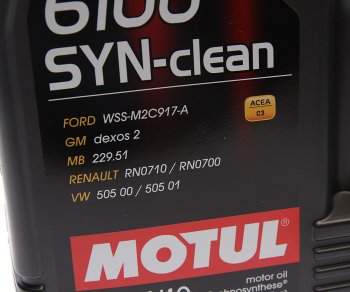 6100
SYN-clean
ACEA
03
FORD WSS-M2C917-A
GM dexos 2
MB 229.51
RENAULT RN0710 / RN0700
VW 505 00 / 505 01
MOTUL®
motor oil